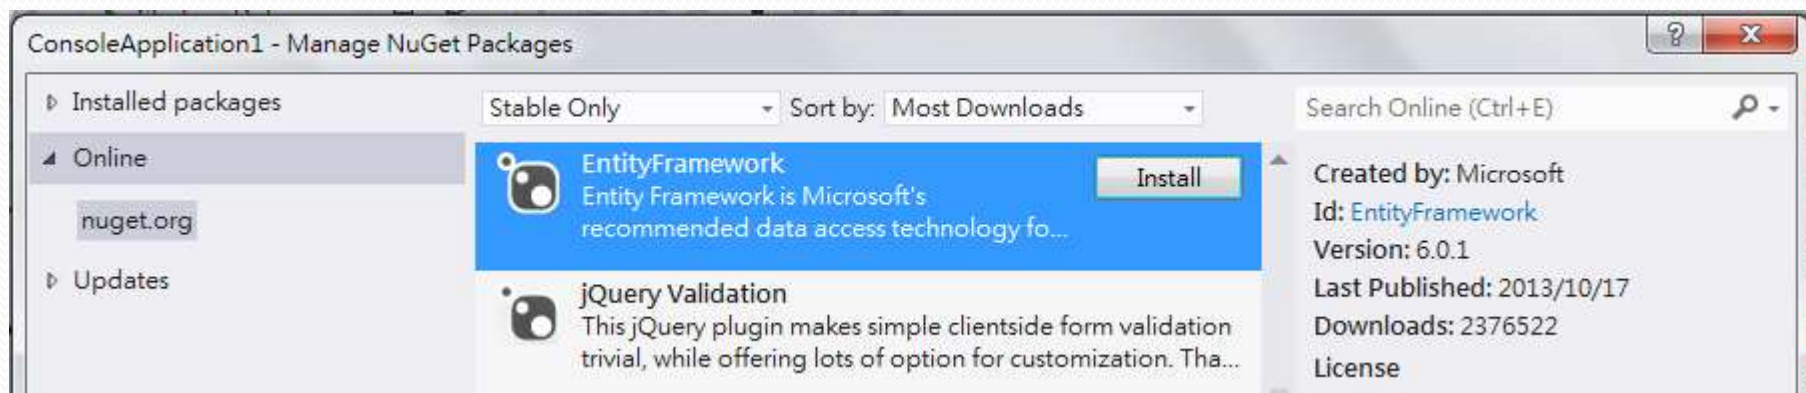 ConsoleApplication1 - Manage NuGet Packages
Installed packages
Online
nuget.org
Updates
Stable Only
Sort by: Most Downloads
EntityFramework
Install
Entity Framework is Microsoft's
recommended data access technology fo...
jQuery Validation
This jQuery plugin makes simple clientside form validation
trivial, while offering lots of option for customization. Tha...
Search Online (Ctrl+E)
Created by: Microsoft
Id: EntityFramework
Version: 6.0.1
Last Published: 2013/10/17
Downloads: 2376522
License